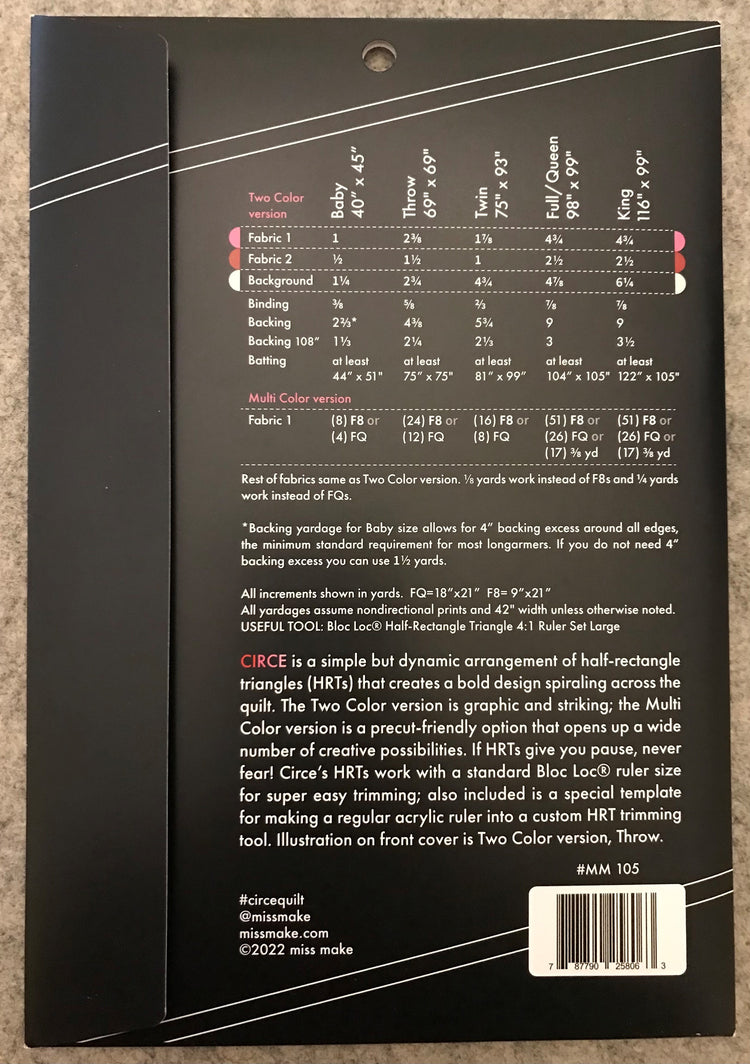 Two Color
version
Baby
40" x 45"
Throw
69" x 69"
Twin
75" x 93"
Full/Queen
98" x 99"
King
116" x 99"
Fabric 1 1 2⅜ 1⅞ 4¾ 4¾
Fabric 2 ½ 1½ 1 2½ 2½
Background 1¼ 2¾ 4¾ 4⅞ 6¼
Binding ⅜ ⅝ ⅔ ⅞ ⅞
Backing 2⅔* 4⅜ 5¾ 9 9
Backing 108" 1⅓ 2¼ 2⅓ 3 3½
Batting at least at least at least at least at least
44" x 51" 75" x 75" 81" x 99" 104" x 105" 122" x 105"
Multi Color version
Fabric 1 (8) F8 or (24) F8 or (16) F8 or (51) F8 or (51) F8 or
(4) FQ (12) FQ (8) FQ (26) FQ or (26) FQ or
(17) ⅜ yd (17) ⅜ yd
Rest of fabrics same as Two Color version. ⅛ yards work instead of F8s and ¼ yards
work instead of FQs.
*Backing yardage for Baby size allows for 4" backing excess around all edges,
the minimum standard requirement for most longarmers. If you do not need 4"
backing excess you can use 1½ yards.
All increments shown in yards. FQ=18"x21" F8= 9"x21"
All yardages assume nondirectional prints and 42" width unless otherwise noted.
USEFUL TOOL: Bloc Loc® Half-Rectangle Triangle 4:1 Ruler Set Large
CIRCE is a simple but dynamic arrangement of half-rectangle
triangles (HRTs) that creates a bold design spiraling across the
quilt. The Two Color version is graphic and striking; the Multi
Color version is a precut-friendly option that opens up a wide
number of creative possibilities. If HRTs give you pause, never
fear! Circe's HRTs work with a standard Bloc Loc® ruler size
for super easy trimming; also included is a special template
for making a regular acrylic ruler into a custom HRT trimming
tool. Illustration on front cover is Two Color version, Throw.
#MM 105
#circequilt
@missmake
missmake.com
©2022 miss make
7 87790 25806 3